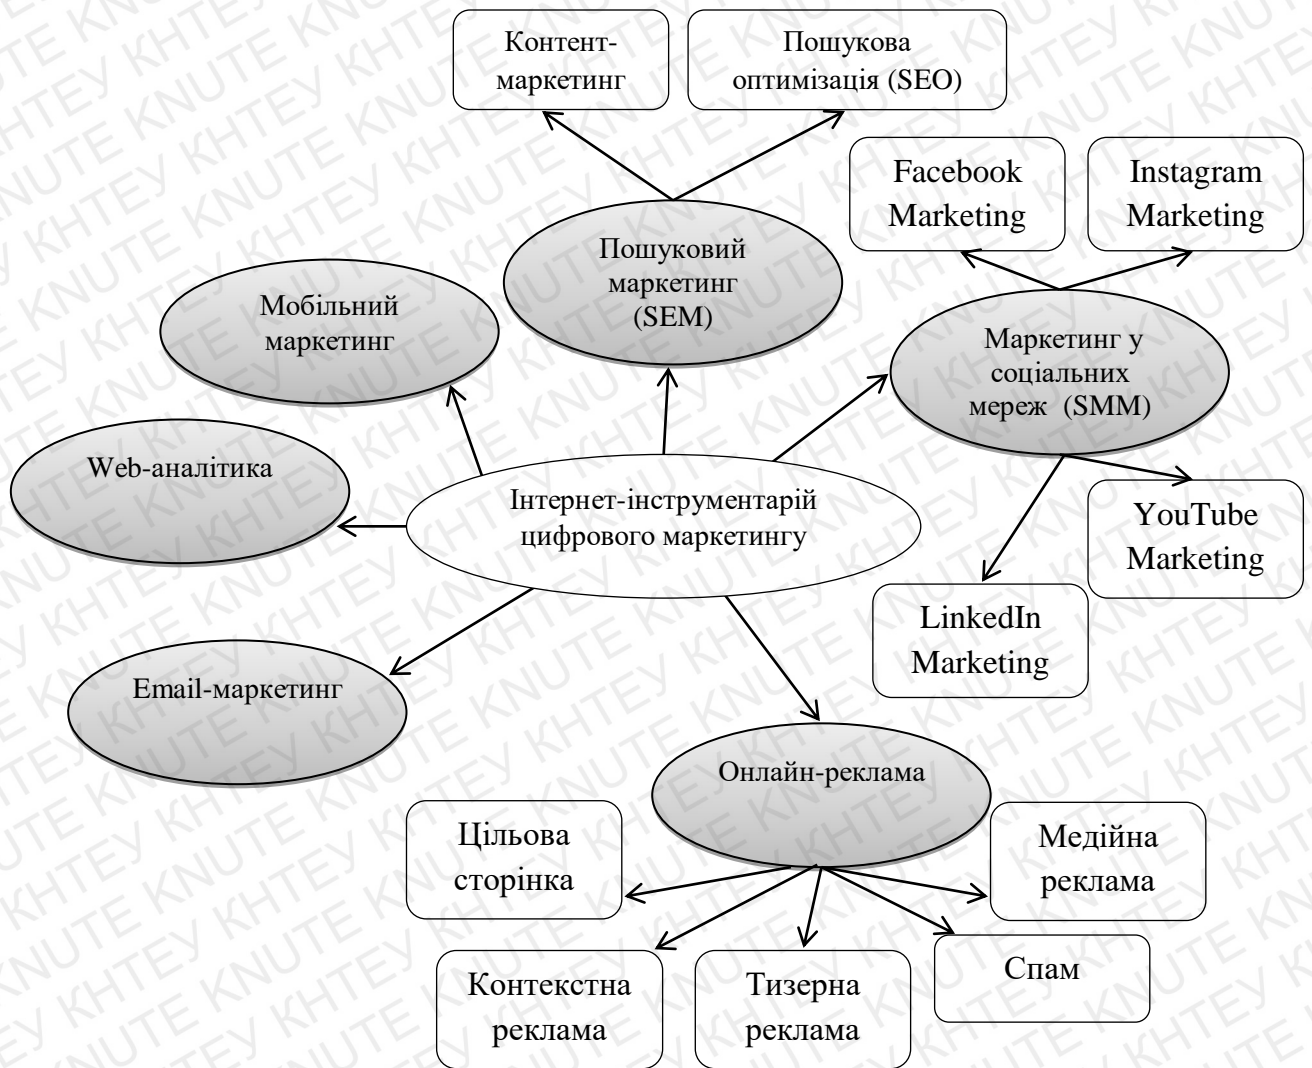 Контент-
маркетинг
Пошукова
оптимізація (SEO)
Facebook
Marketing
Instagram
Marketing
Пошуковий
маркетинг
(SEM)
Мобільний
маркетинг
Маркетинг у
соціальних
мереж (SMM)
Web-аналітика
Інтернет-інструментарій
цифрового маркетингу
YouTube
Marketing
LinkedIn
Marketing
Email-маркетинг
Онлайн-реклама
Цільова
сторінка
Медійна
реклама
Контекстна
реклама
Тизерна
реклама
Спам
КНТЕУ KNUTE